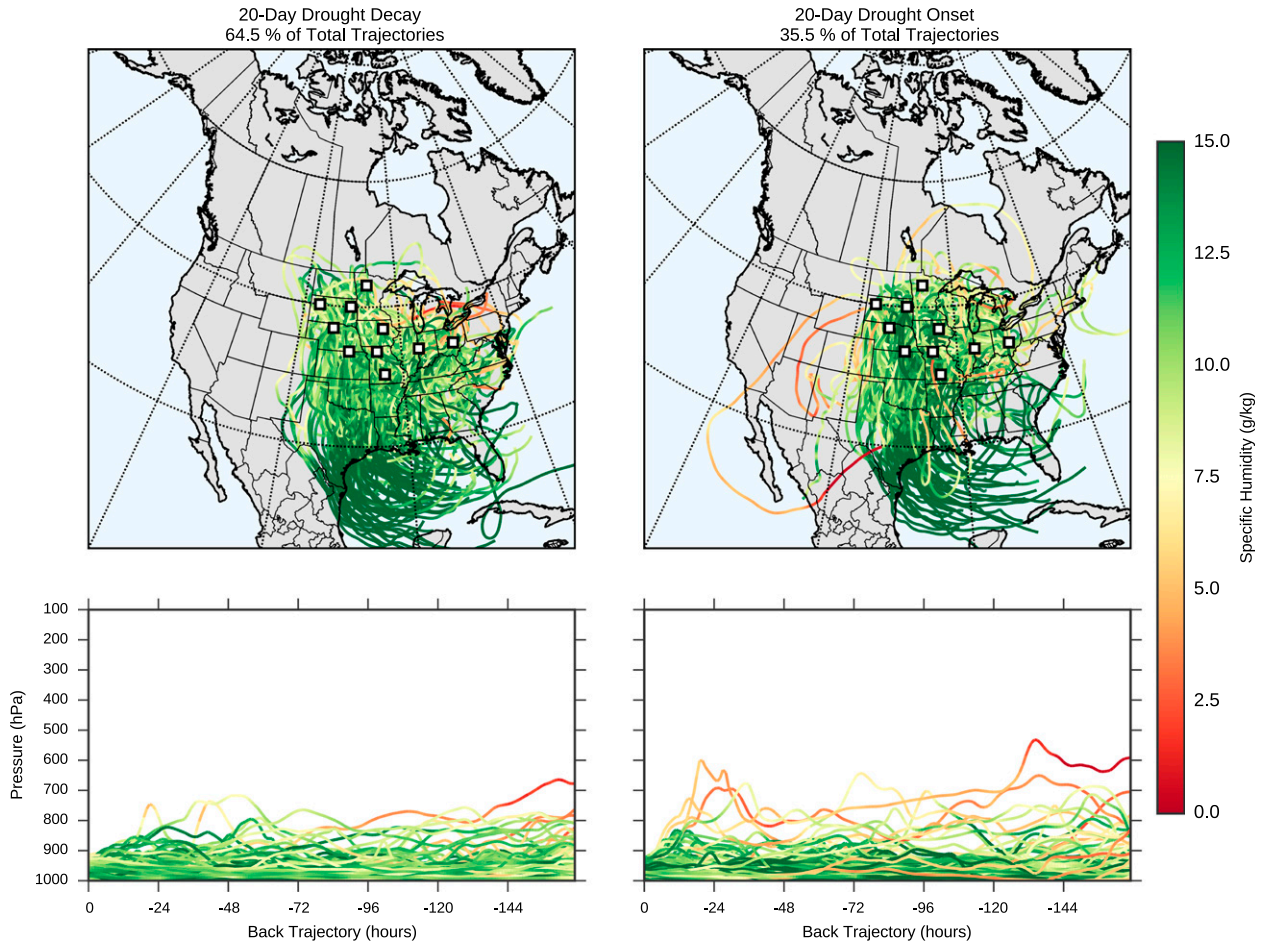 20-Day Drought Decay
64.5 % of Total Trajectories
20-Day Drought Onset
35.5 % of Total Trajectories
15.0
12.5
10.0
7.5
5.0
2.5
0.0
Specific Humidity (g/kg)
100
200
300
400
500
600
700
800
900
1000
Pressure (hPa)
0 -24 -48 -72 -96 -120 -144
Back Trajectory (hours)
0 -24 -48 -72 -96 -120 -144
Back Trajectory (hours)